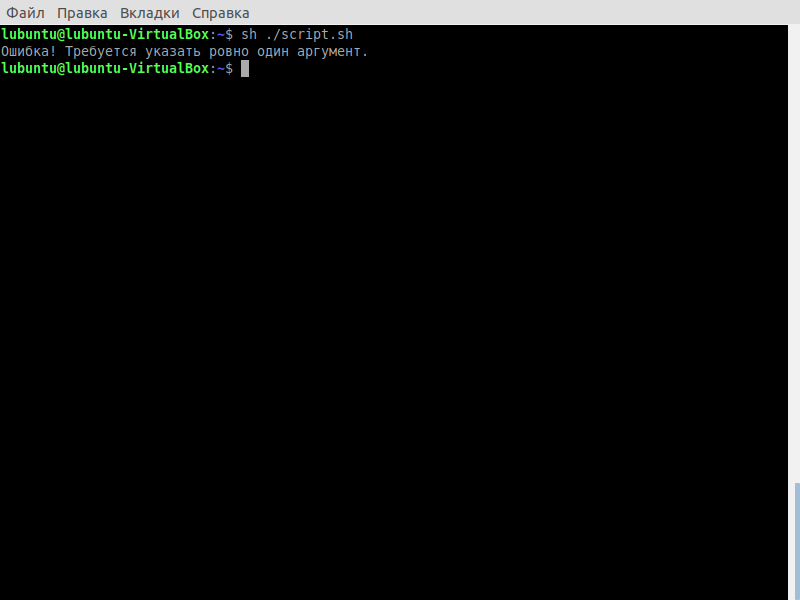 Файл Правка Вкладки Справка
lubuntu@lubuntu-VirtualBox:~$ sh ./script.sh
Ошибка! Требуется указать ровно один аргумент.
lubuntu@lubuntu-VirtualBox:~$